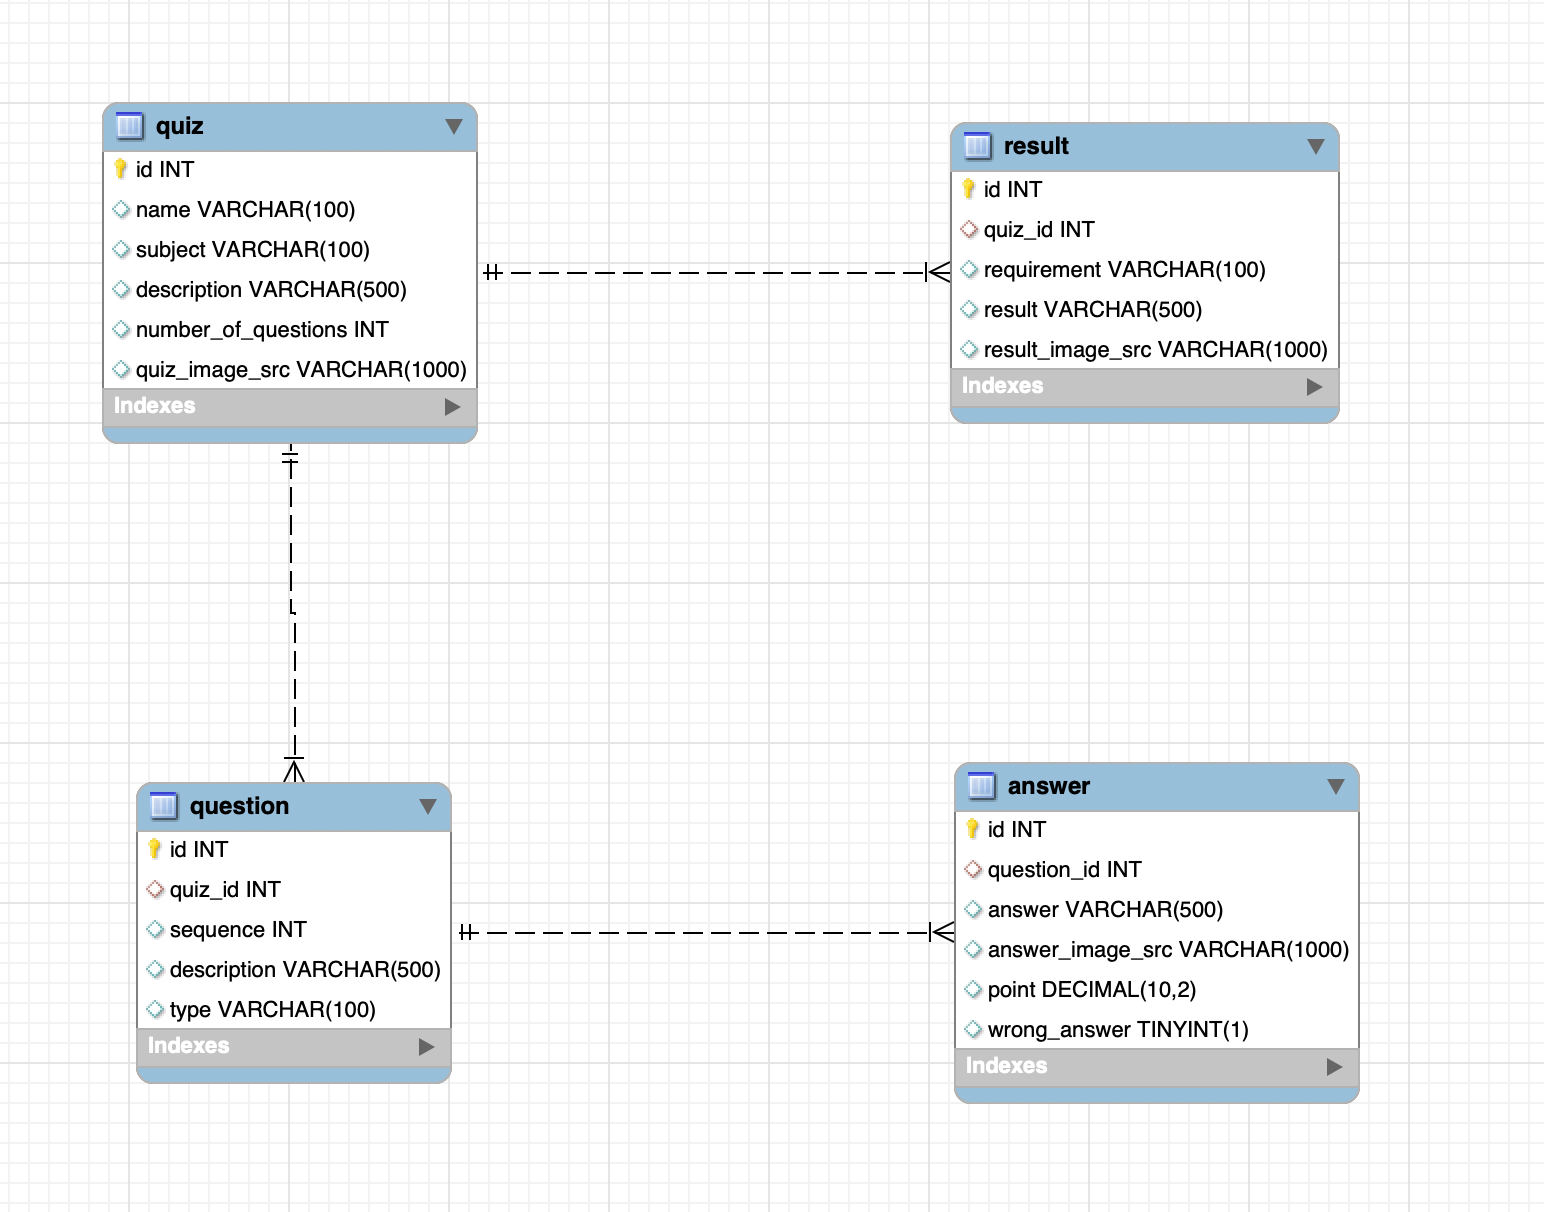 quiz
id INT
name VARCHAR(100)
subject VARCHAR(100)
description VARCHAR(500)
number_of_questions INT
quiz_image_src VARCHAR(1000)
Indexes
result
id INT
quiz_id INT
requirement VARCHAR(100)
result VARCHAR(500)
result_image_src VARCHAR(1000)
Indexes
question
id INT
quiz_id INT
sequence INT
description VARCHAR(500)
type VARCHAR(100)
Indexes
answer
id INT
question_id INT
answer VARCHAR(500)
answer_image_src VARCHAR(1000)
point DECIMAL(10,2)
wrong_answer TINYINT(1)
Indexes